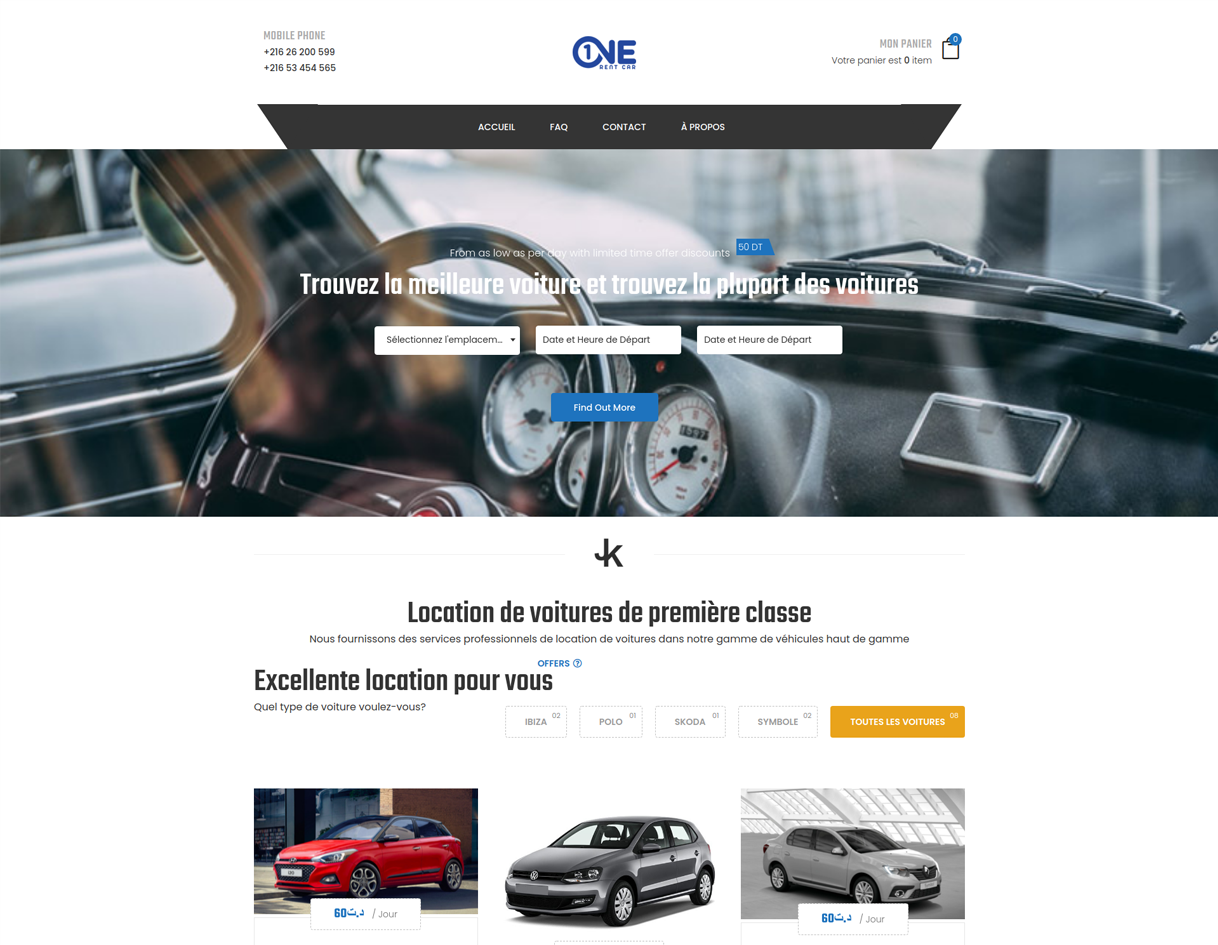 MOBILE PHONE
+216 26 200 599
+216 53 454 565
1 ONE
RENT CAR
MON PANIER
Votre panier est 0 item
0
ACCUEIL FAQ CONTACT À PROPOS
From as low as per day with limited time offer discounts 50 DT
Trouvez la meilleure voiture et trouvez la plupart des voitures
Sélectionnez l'emplacem... Date et Heure de Départ Date et Heure de Départ
Find Out More
JK
Location de voitures de première classe
Nous fournissons des services professionnels de location de voitures dans notre gamme de véhicules haut de gamme
OFFERS
Excellente location pour vous
Quel type de voiture voulez-vous?
IBIZA 02 POLO 01 SKODA 01 SYMBOLE 02 TOUTES LES VOITURES 06
60د.ت / Jour
60د.ت / Jour